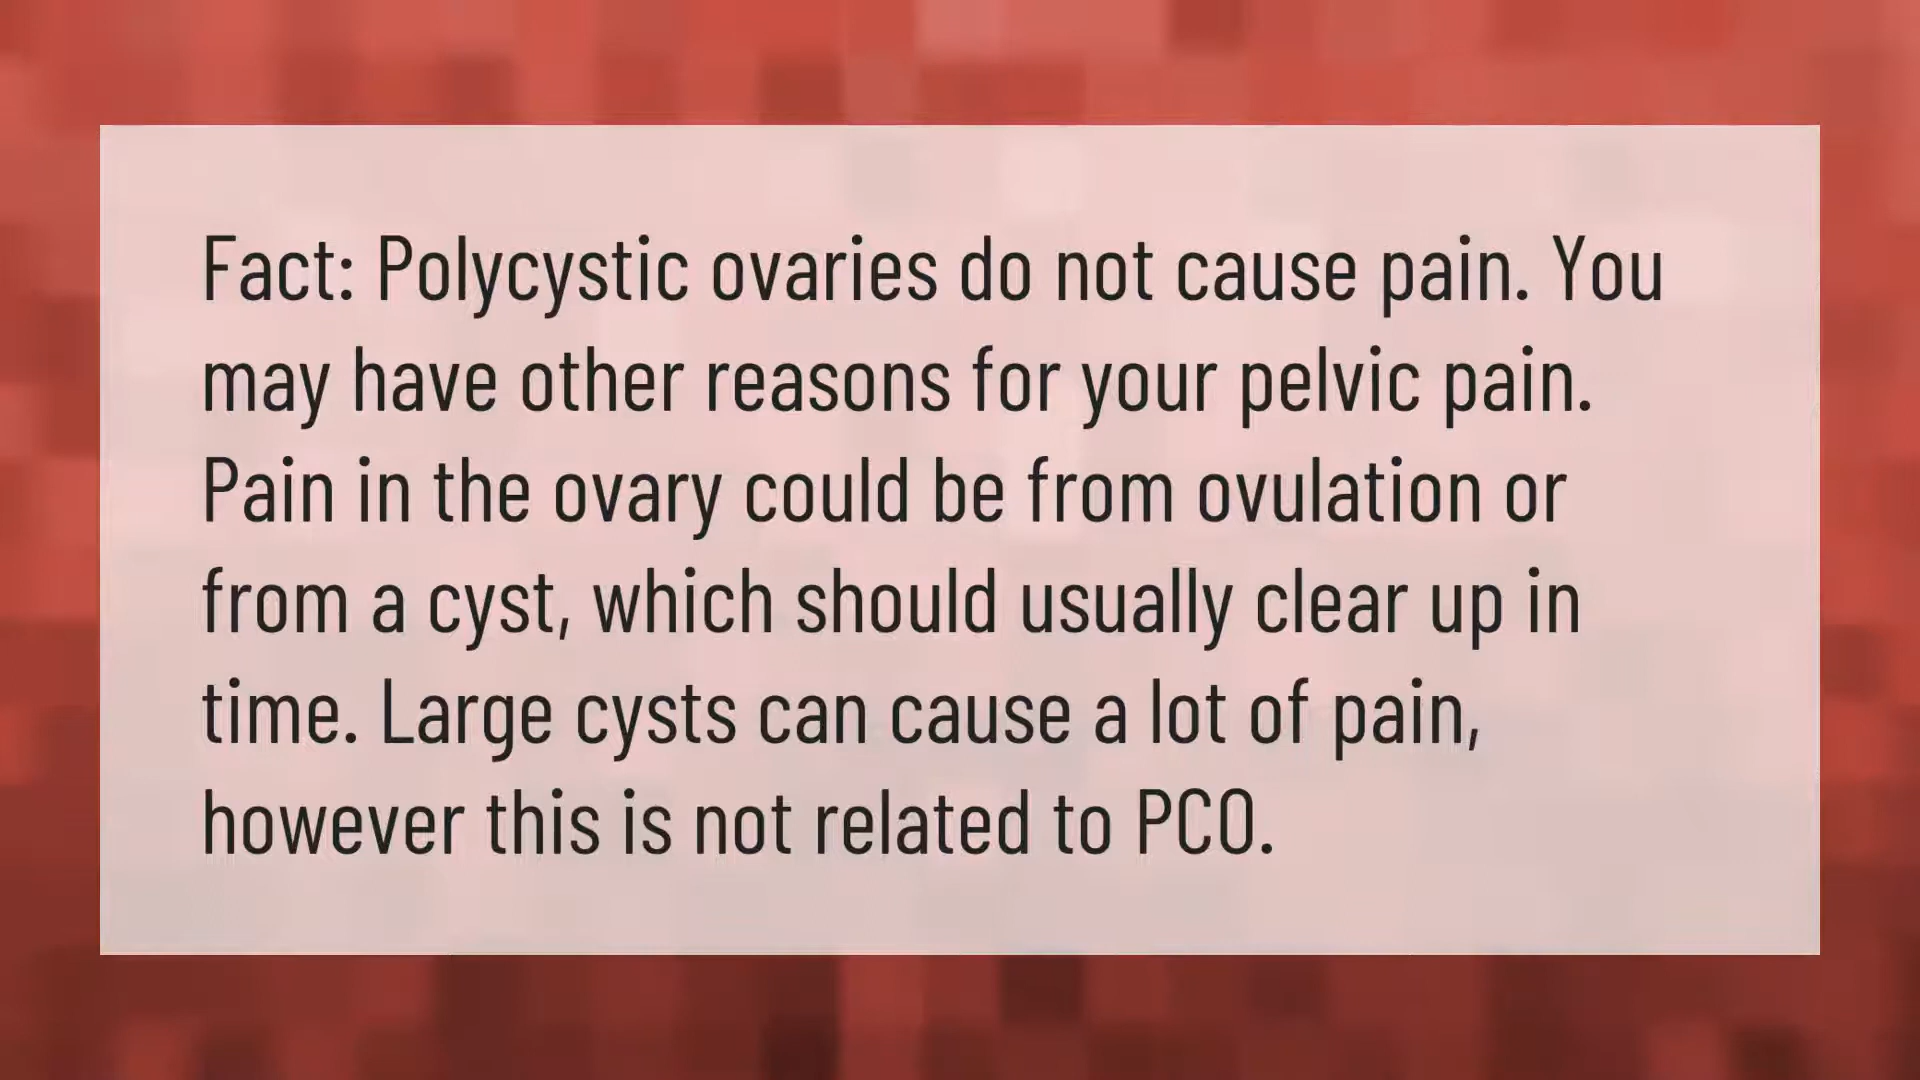 Fact: Polycystic ovaries do not cause pain. You
may have other reasons for your pelvic pain.
Pain in the ovary could be from ovulation or
from a cyst, which should usually clear up in
time. Large cysts can cause a lot of pain,
however this is not related to PCO.